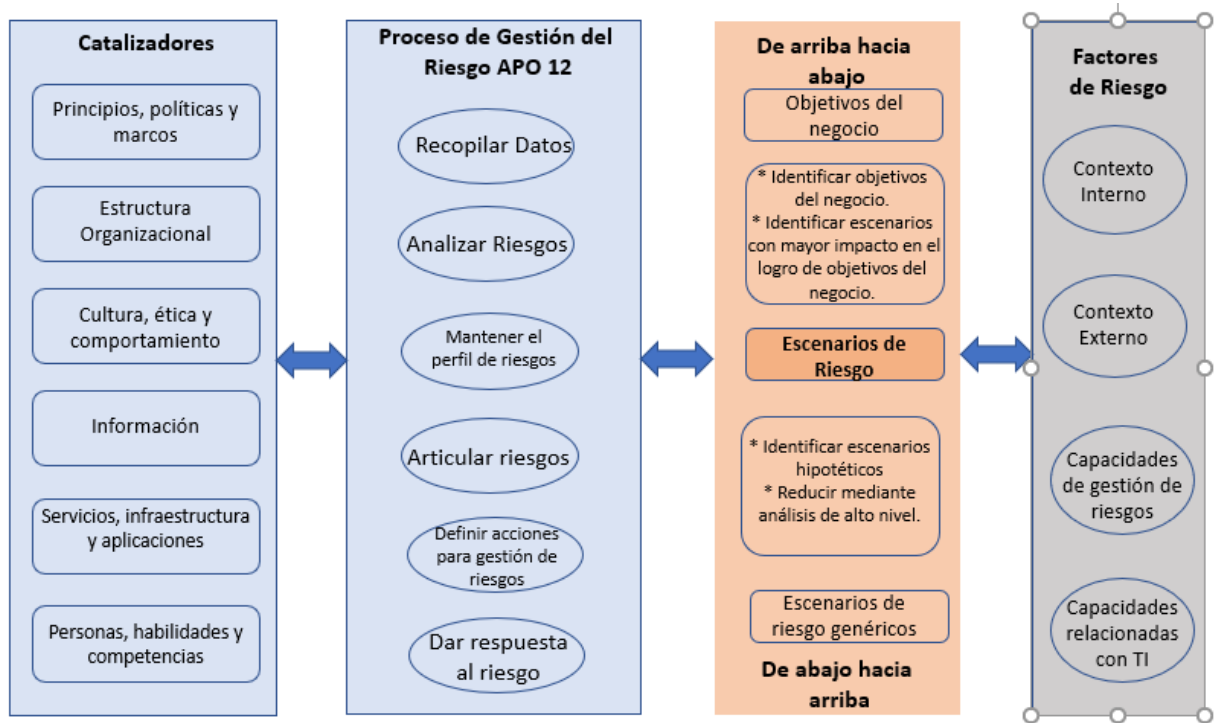 Catalizadores
Principios, políticas y
marcos
Estructura
Organizacional
Cultura, ética y
comportamiento
Información
Servicios, infraestructura
y aplicaciones
Personas, habilidades y
competencias
Proceso de Gestión del
Riesgo APO 12
Recopilar Datos
Analizar Riesgos
Mantener el
perfil de riesgos
Articular riesgos
Definir acciones
para gestión de
riesgos
Dar respuesta
al riesgo
De arriba hacia
abajo
Objetivos del
negocio
* Identificar objetivos
del negocio.
* Identificar escenarios
con mayor impacto en el
logro de objetivos del
negocio.
Escenarios de
Riesgo
* Identificar escenarios
hipotéticos
* Reducir mediante
análisis de alto nivel.
Escenarios de
riesgo genéricos
De abajo hacia
arriba
Factores
de Riesgo
Contexto
Interno
Contexto
Externo
Capacidades
de gestión de
riesgos
Capacidades
relacionadas
con TI